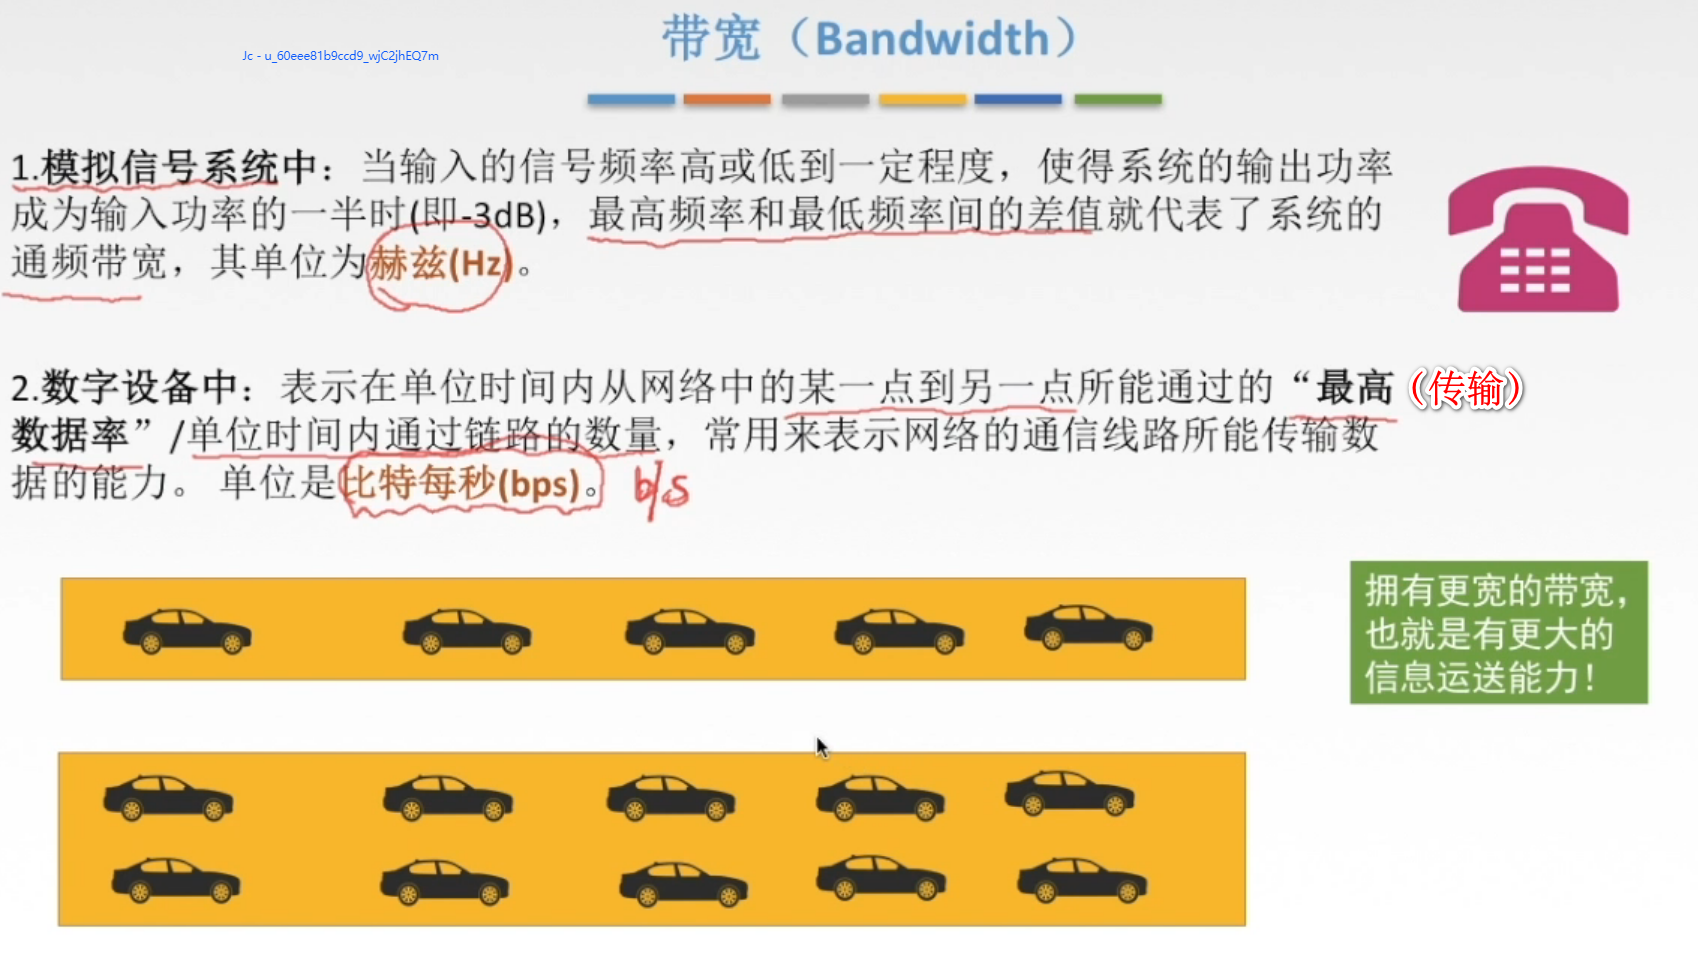 带宽（Bandwidth）
Jc - u_60eee81b9ccd9_wjC2jhEQ7m
1.模拟信号系统中：当输入的信号频率高或低到一定程度，使得系统的输出功率
成为输入功率的一半时(即-3dB)，最高频率和最低频率间的差值就代表了系统的
通频带宽，其单位为赫兹(Hz)。
2.数字设备中：表示在单位时间内从网络中的某一点到另一点所能通过的“最高（传输）
数据率”/单位时间内通过链路的数量，常用来表示网络的通信线路所能传输数
据的能力。 单位是比特每秒(bps)。 b/s
拥有更宽的带宽，
也就是有更大的
信息运送能力！